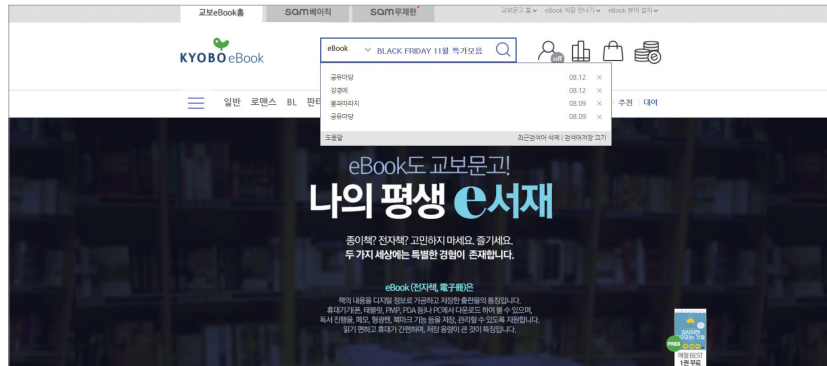 교보eBook홈 sam베이직 sam무제한 교보문고 홈 eBook 처음 만나기 eBook 뷰어 설치
KYOBO eBook
eBook BLACK FRIDAY 11월 특가모음
off
공유마당 08.12 ×
강경애 08.12 ×
봄과따라지 08.09 ×
공유마당 08.09 ×
도움말 최근검색어 삭제 | 검색어저장 끄기
일반 로맨스 BL 판타 추천 대여
eBook도 교보문고!
나의 평생 e서재
종이책? 전자책? 고민하지 마세요. 즐기세요.
두 가지 세상에는 특별한 경험이 존재합니다.
eBook (전자책, 電子冊)은
책의 내용을 디지털 정보로 가공하고 저장한 출판물의 통칭입니다.
휴대기기(폰, 태블릿, PMP, PDA 등)나 PC에서 다운로드 하여 볼 수 있으며,
독서 진행율, 메모, 형광펜, 북마크 기능 등을 저장, 관리할 수 있도록 지원합니다.
읽기 편하고 휴대가 간편하며, 저장 용량이 큰 것이 특징입니다.
FREE
매월 BEST
1권 무료